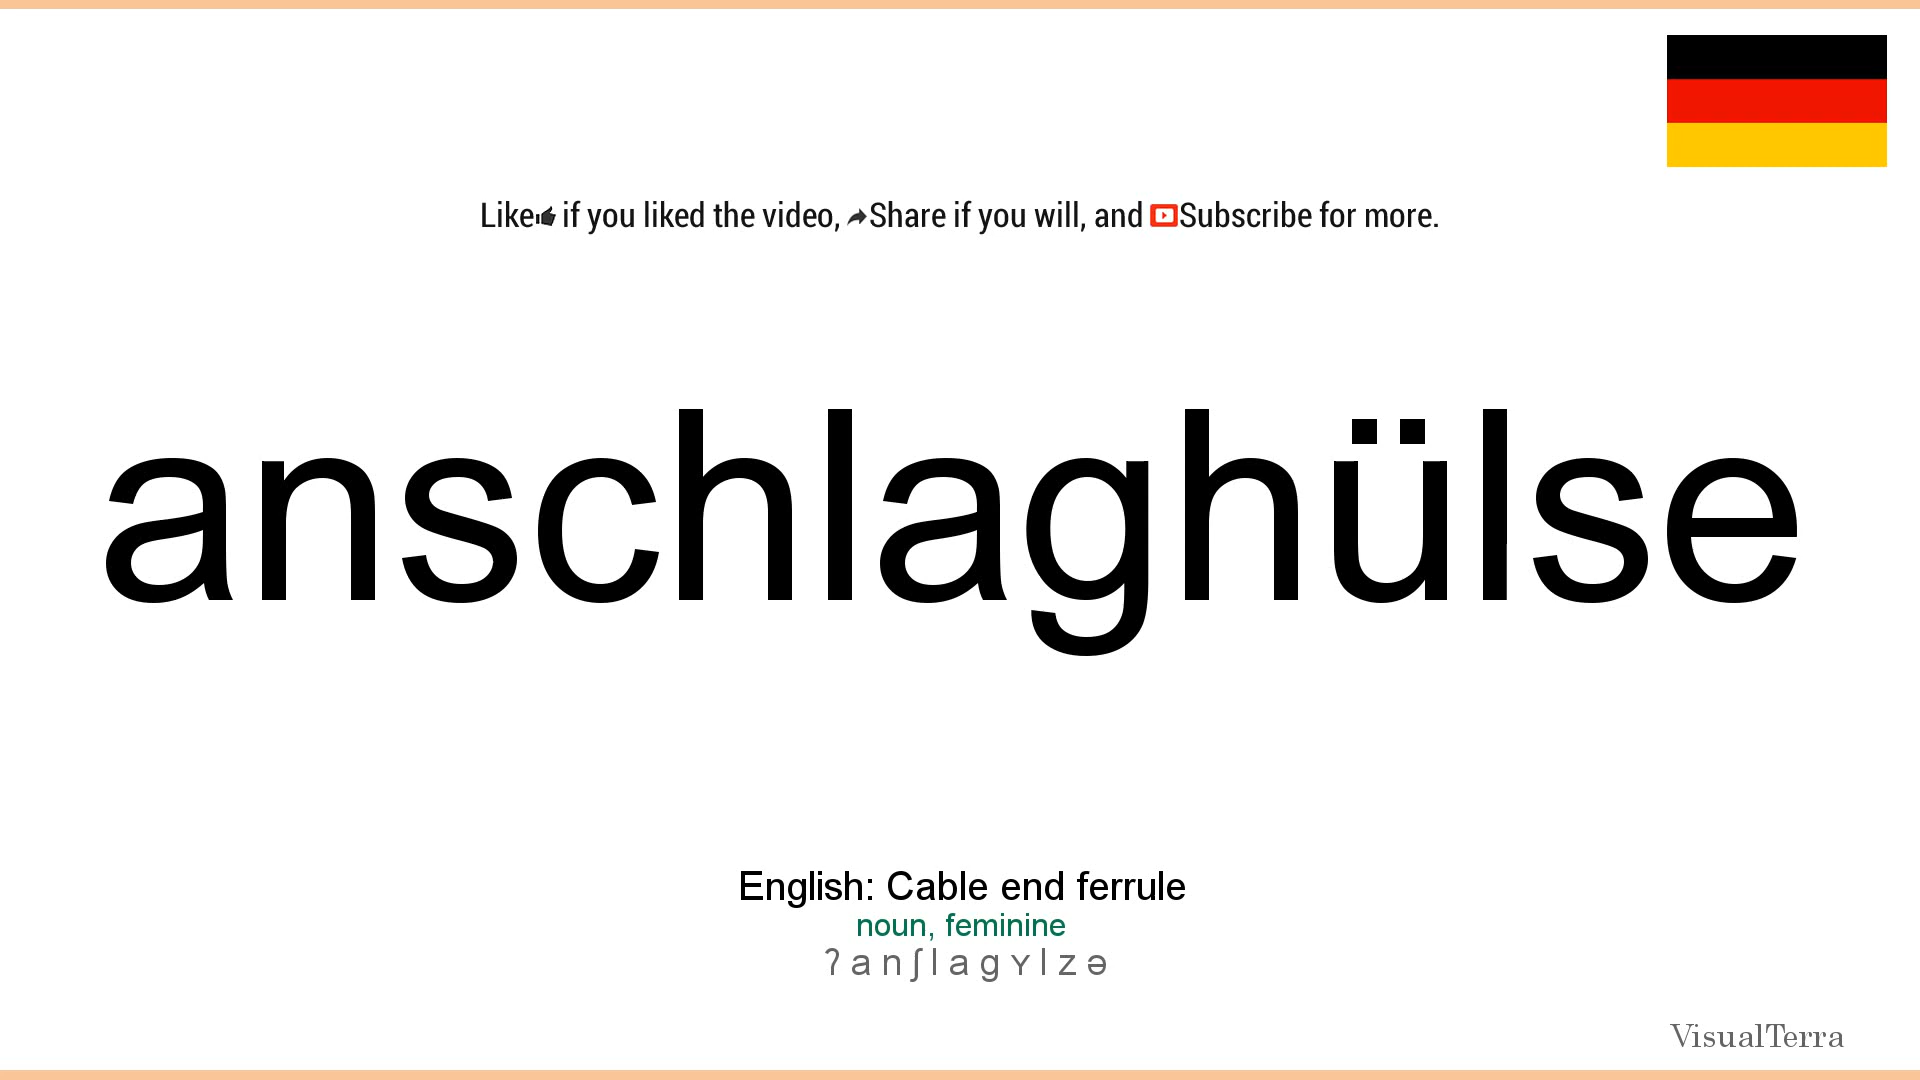 Like if you liked the video, Share if you will, and Subscribe for more.
anschlaghülse
English: Cable end ferrule
noun, feminine
ʔ a n ʃ l a g ʏ l z ə
VisualTerra